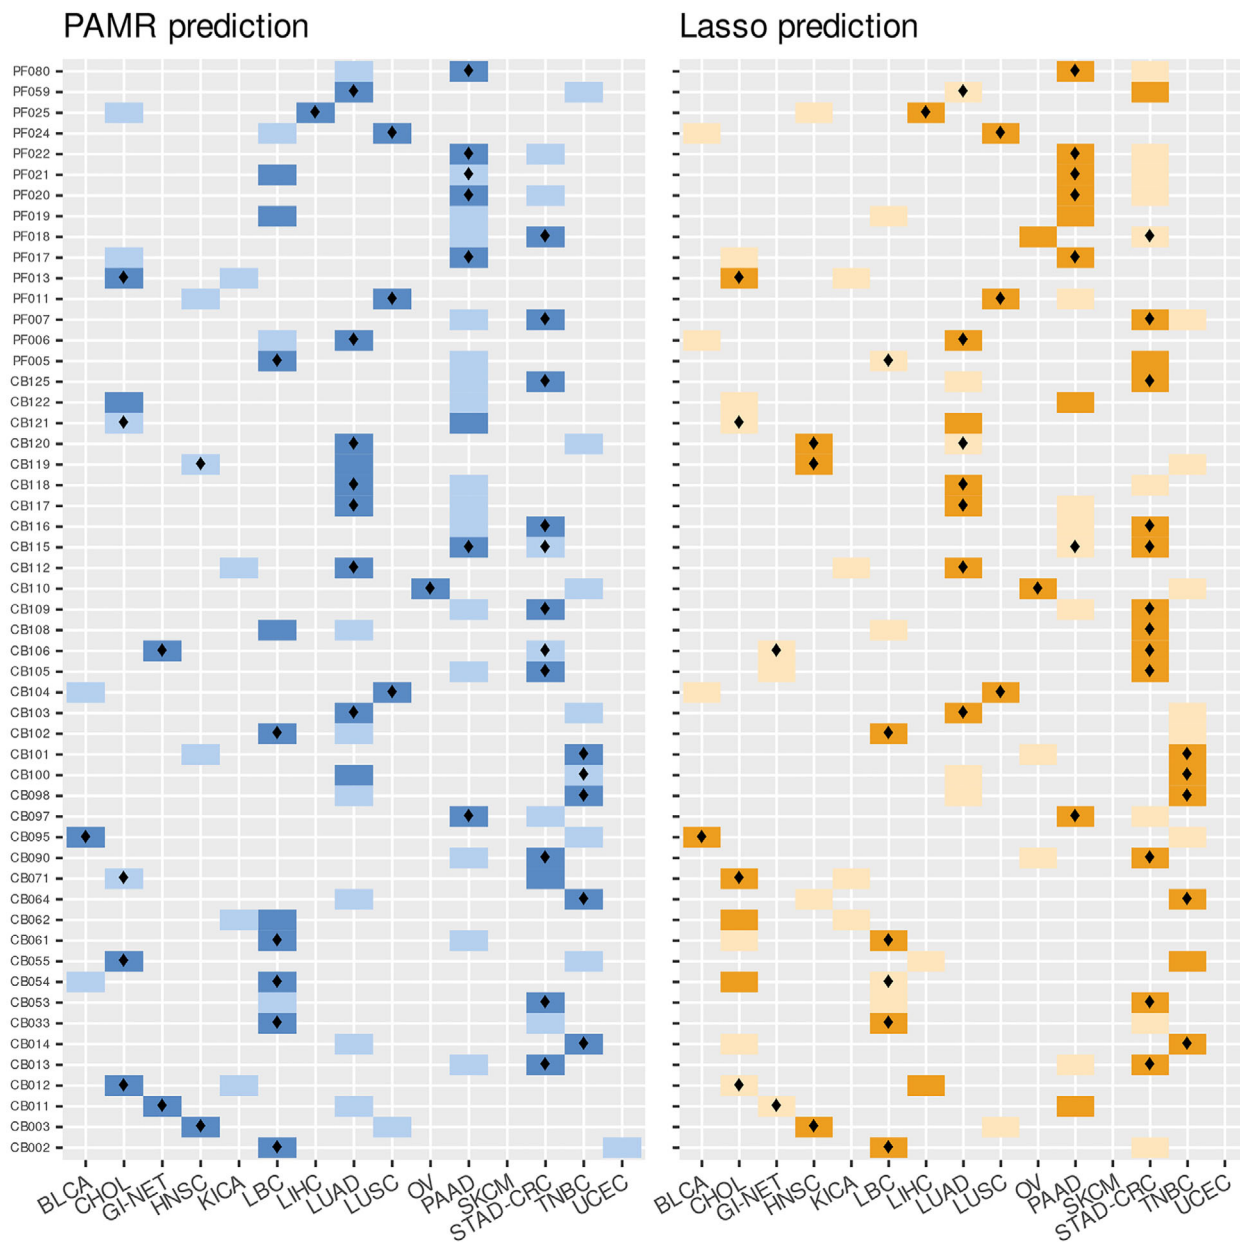 PAMR prediction
Lasso prediction
PF080
PF059
PF025
PF024
PF022
PF021
PF020
PF019
PF018
PF017
PF013
PF011
PF007
PF006
PF005
CB125
CB122
CB121
CB120
CB119
CB118
CB117
CB116
CB115
CB112
CB110
CB109
CB108
CB106
CB105
CB104
CB103
CB102
CB101
CB100
CB098
CB097
CB095
CB090
CB071
CB064
CB062
CB061
CB055
CB054
CB053
CB033
CB014
CB013
CB012
CB011
CB003
CB002
BLCA
CHOL
GI-NET
HNSC
KICA
LBC
LIHC
LUAD
LUSC
OV
PAAD
SKCM
STAD-CRC
TNBC
UCEC
BLCA
CHOL
GI-NET
HNSC
KICA
LBC
LIHC
LUAD
LUSC
OV
PAAD
SKCM
STAD-CRC
TNBC
UCEC